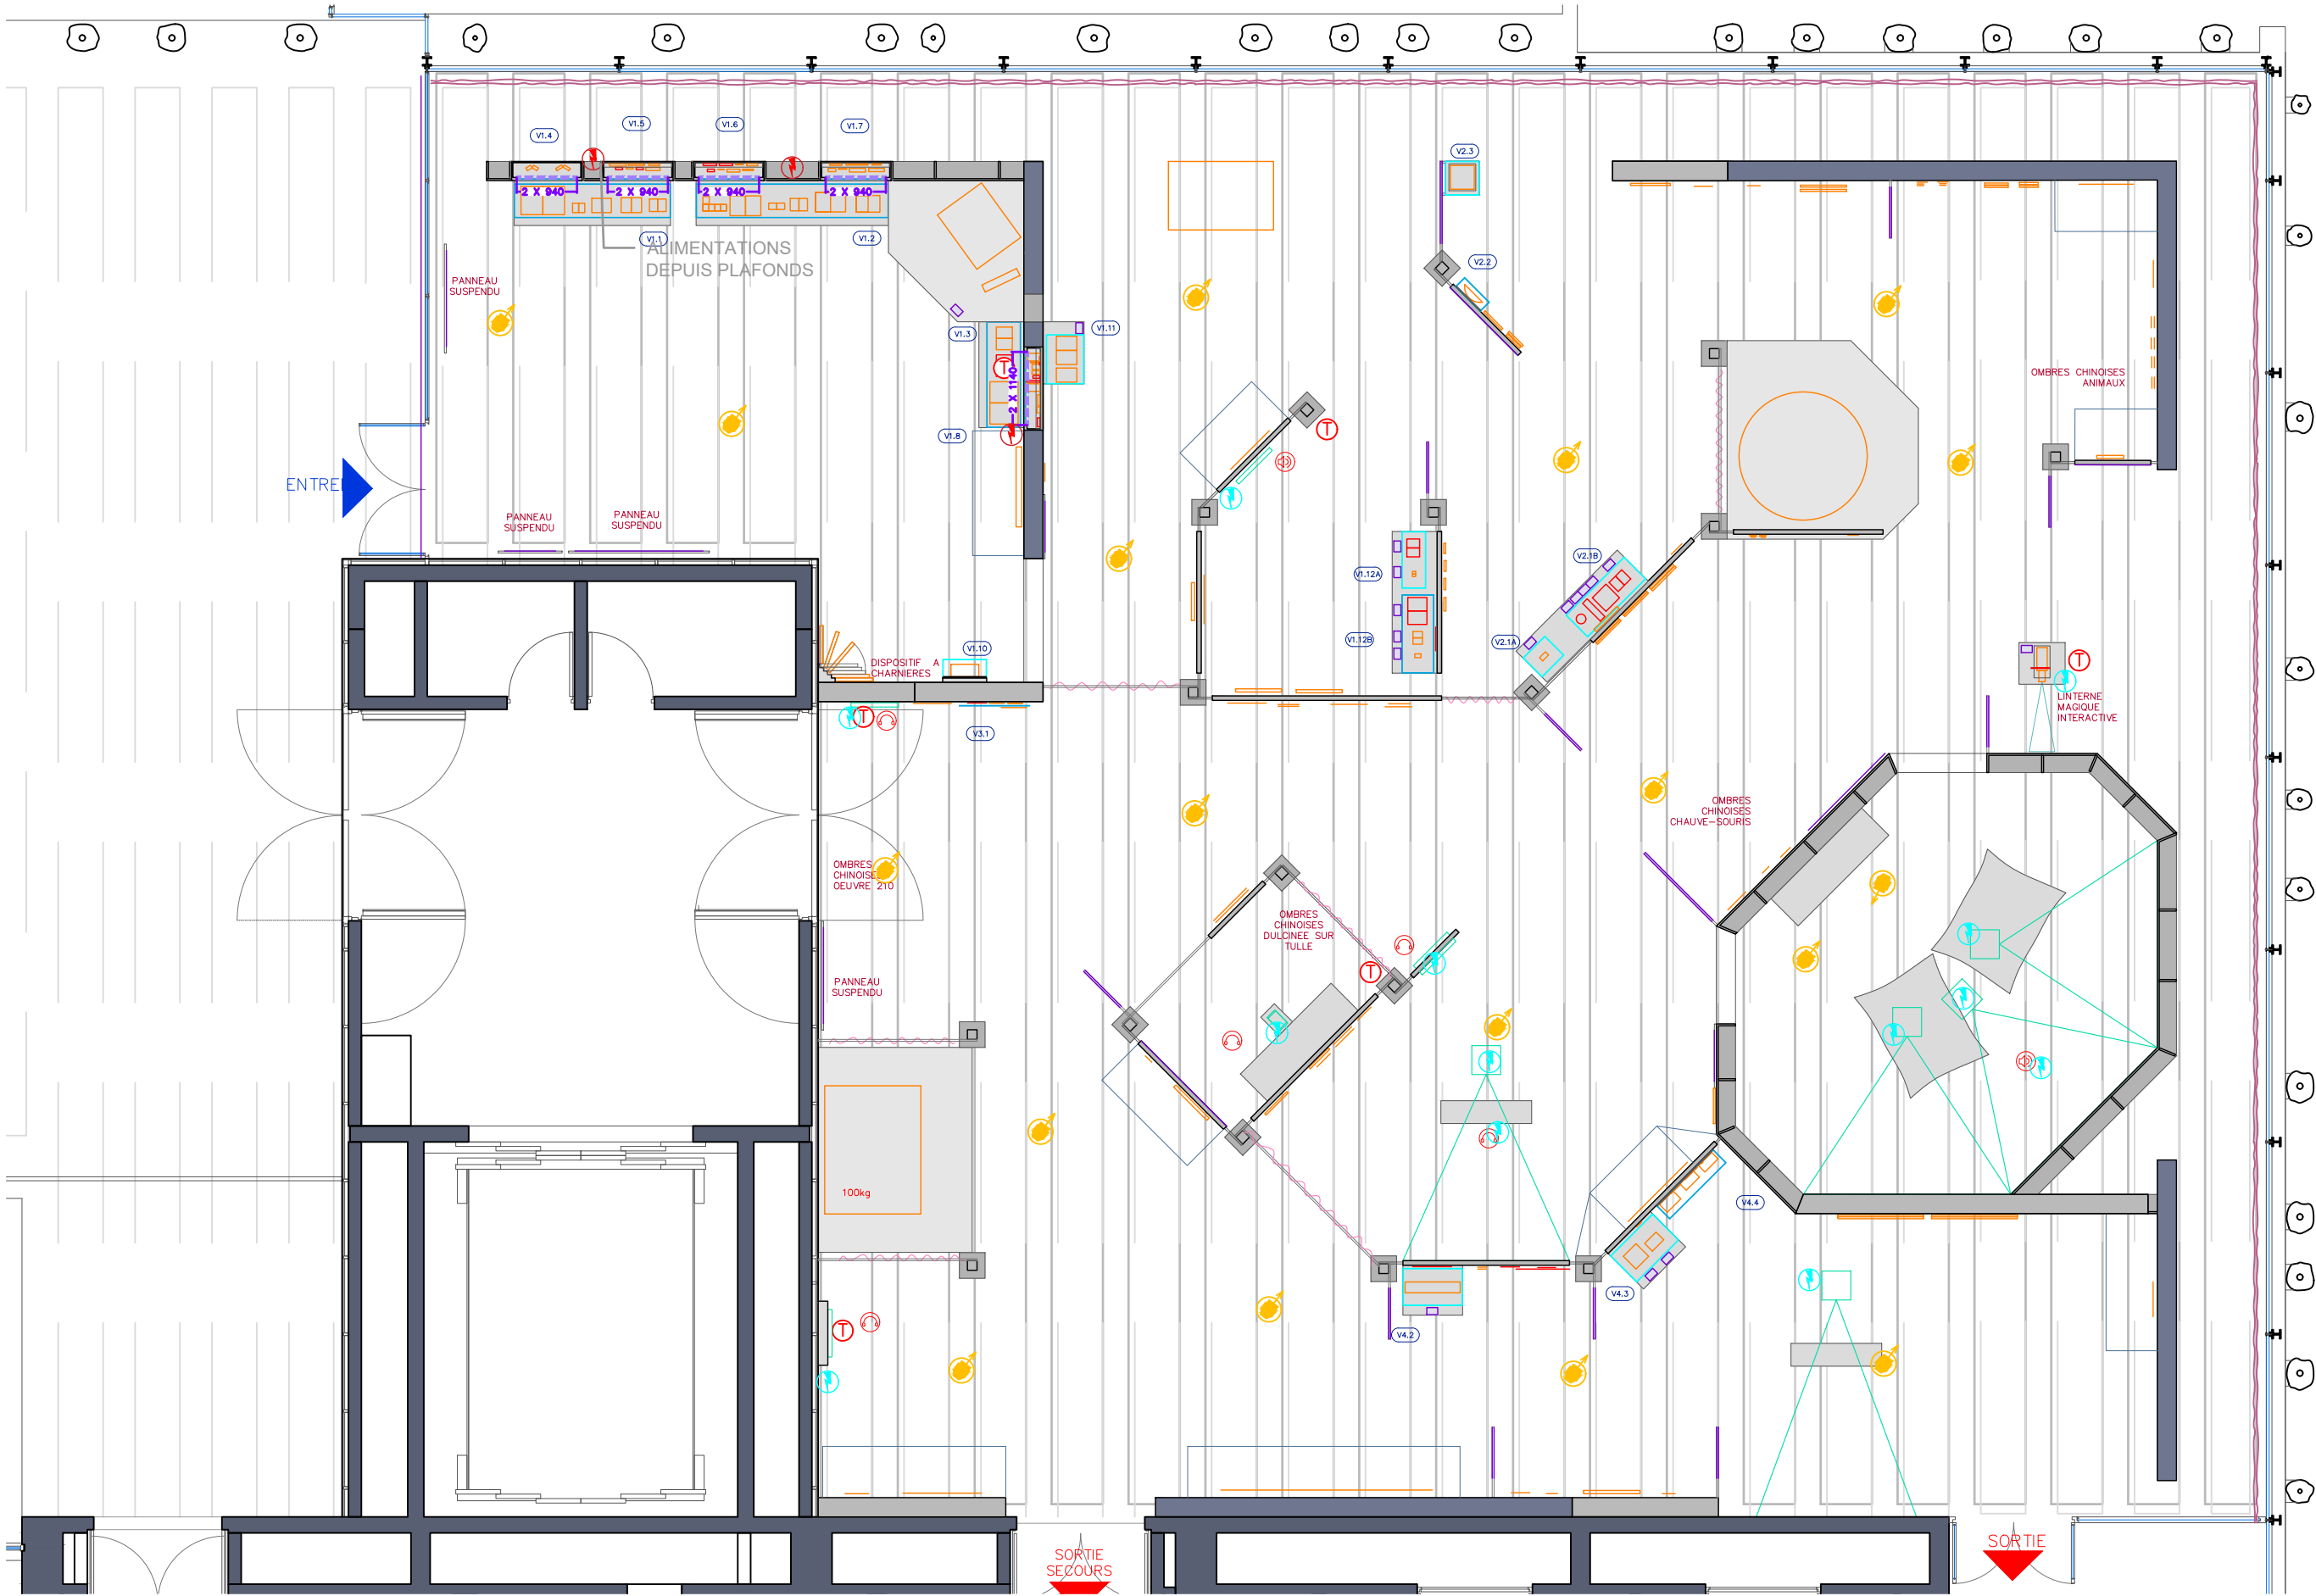 V1.4
V1.5
V1.6
V1.7
2 X 940
2 X 940
2 X 940
2 X 940
V1.1
V1.2
ALIMENTATIONS
DEPUIS PLAFONDS
PANNEAU
SUSPENDU
V2.3
V2.2
V1.3
V1.11
T
2 X 1140
V1.8
T
OMBRES CHINOISES
ANIMAUX
ENTRE
PANNEAU
SUSPENDU
PANNEAU
SUSPENDU
V1.12A
V1.12B
V2.1B
V2.1A
V1.10
DISPOSITIF A
CHARNIERES
T
V3.1
T
LINTERNE
MAGIQUE
INTERACTIVE
OMBRES
CHINOISES
CHAUVE-SOURIS
OMBRES
CHINOISE
OEUVRE 210
OMBRES
CHINOISES
DULCINEE SUR
TULLE
T
PANNEAU
SUSPENDU
100kg
V4.4
V4.3
V4.2
T
SORTIE
SECOURS
SORTIE